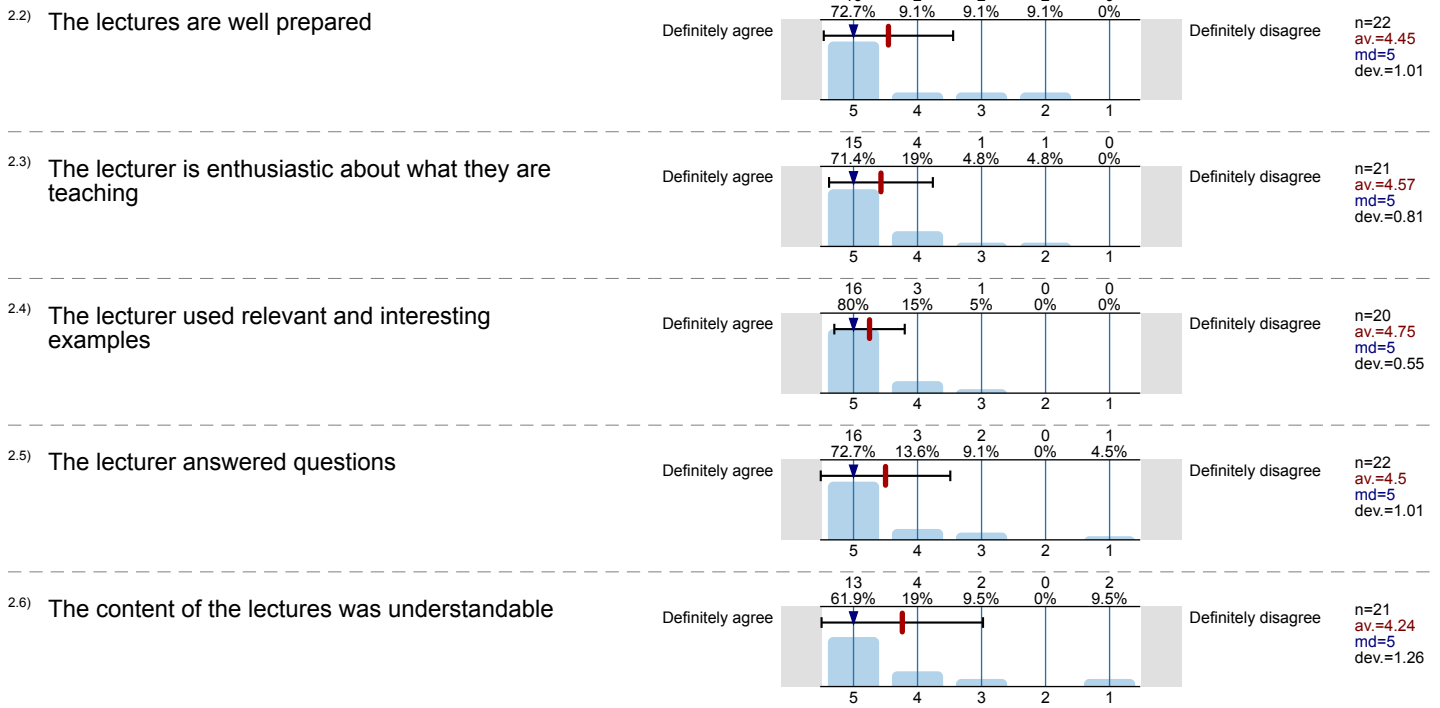 72.7% 9.1% 9.1% 9.1% 0%
2.2) The lectures are well prepared
Definitely agree
Definitely disagree
n=22
av.=4.45
md=5
dev.=1.01
5 4 3 2 1
15 4 1 1 0
71.4% 19% 4.8% 4.8% 0%
2.3) The lecturer is enthusiastic about what they are
teaching
Definitely agree
Definitely disagree
n=21
av.=4.57
md=5
dev.=0.81
5 4 3 2 1
16 3 1 0 0
80% 15% 5% 0% 0%
2.4) The lecturer used relevant and interesting
examples
Definitely agree
Definitely disagree
n=20
av.=4.75
md=5
dev.=0.55
5 4 3 2 1
16 3 2 0 1
72.7% 13.6% 9.1% 0% 4.5%
2.5) The lecturer answered questions
Definitely agree
Definitely disagree
n=22
av.=4.5
md=5
dev.=1.01
5 4 3 2 1
13 4 2 0 2
61.9% 19% 9.5% 0% 9.5%
2.6) The content of the lectures was understandable
Definitely agree
Definitely disagree
n=21
av.=4.24
md=5
dev.=1.26
5 4 3 2 1